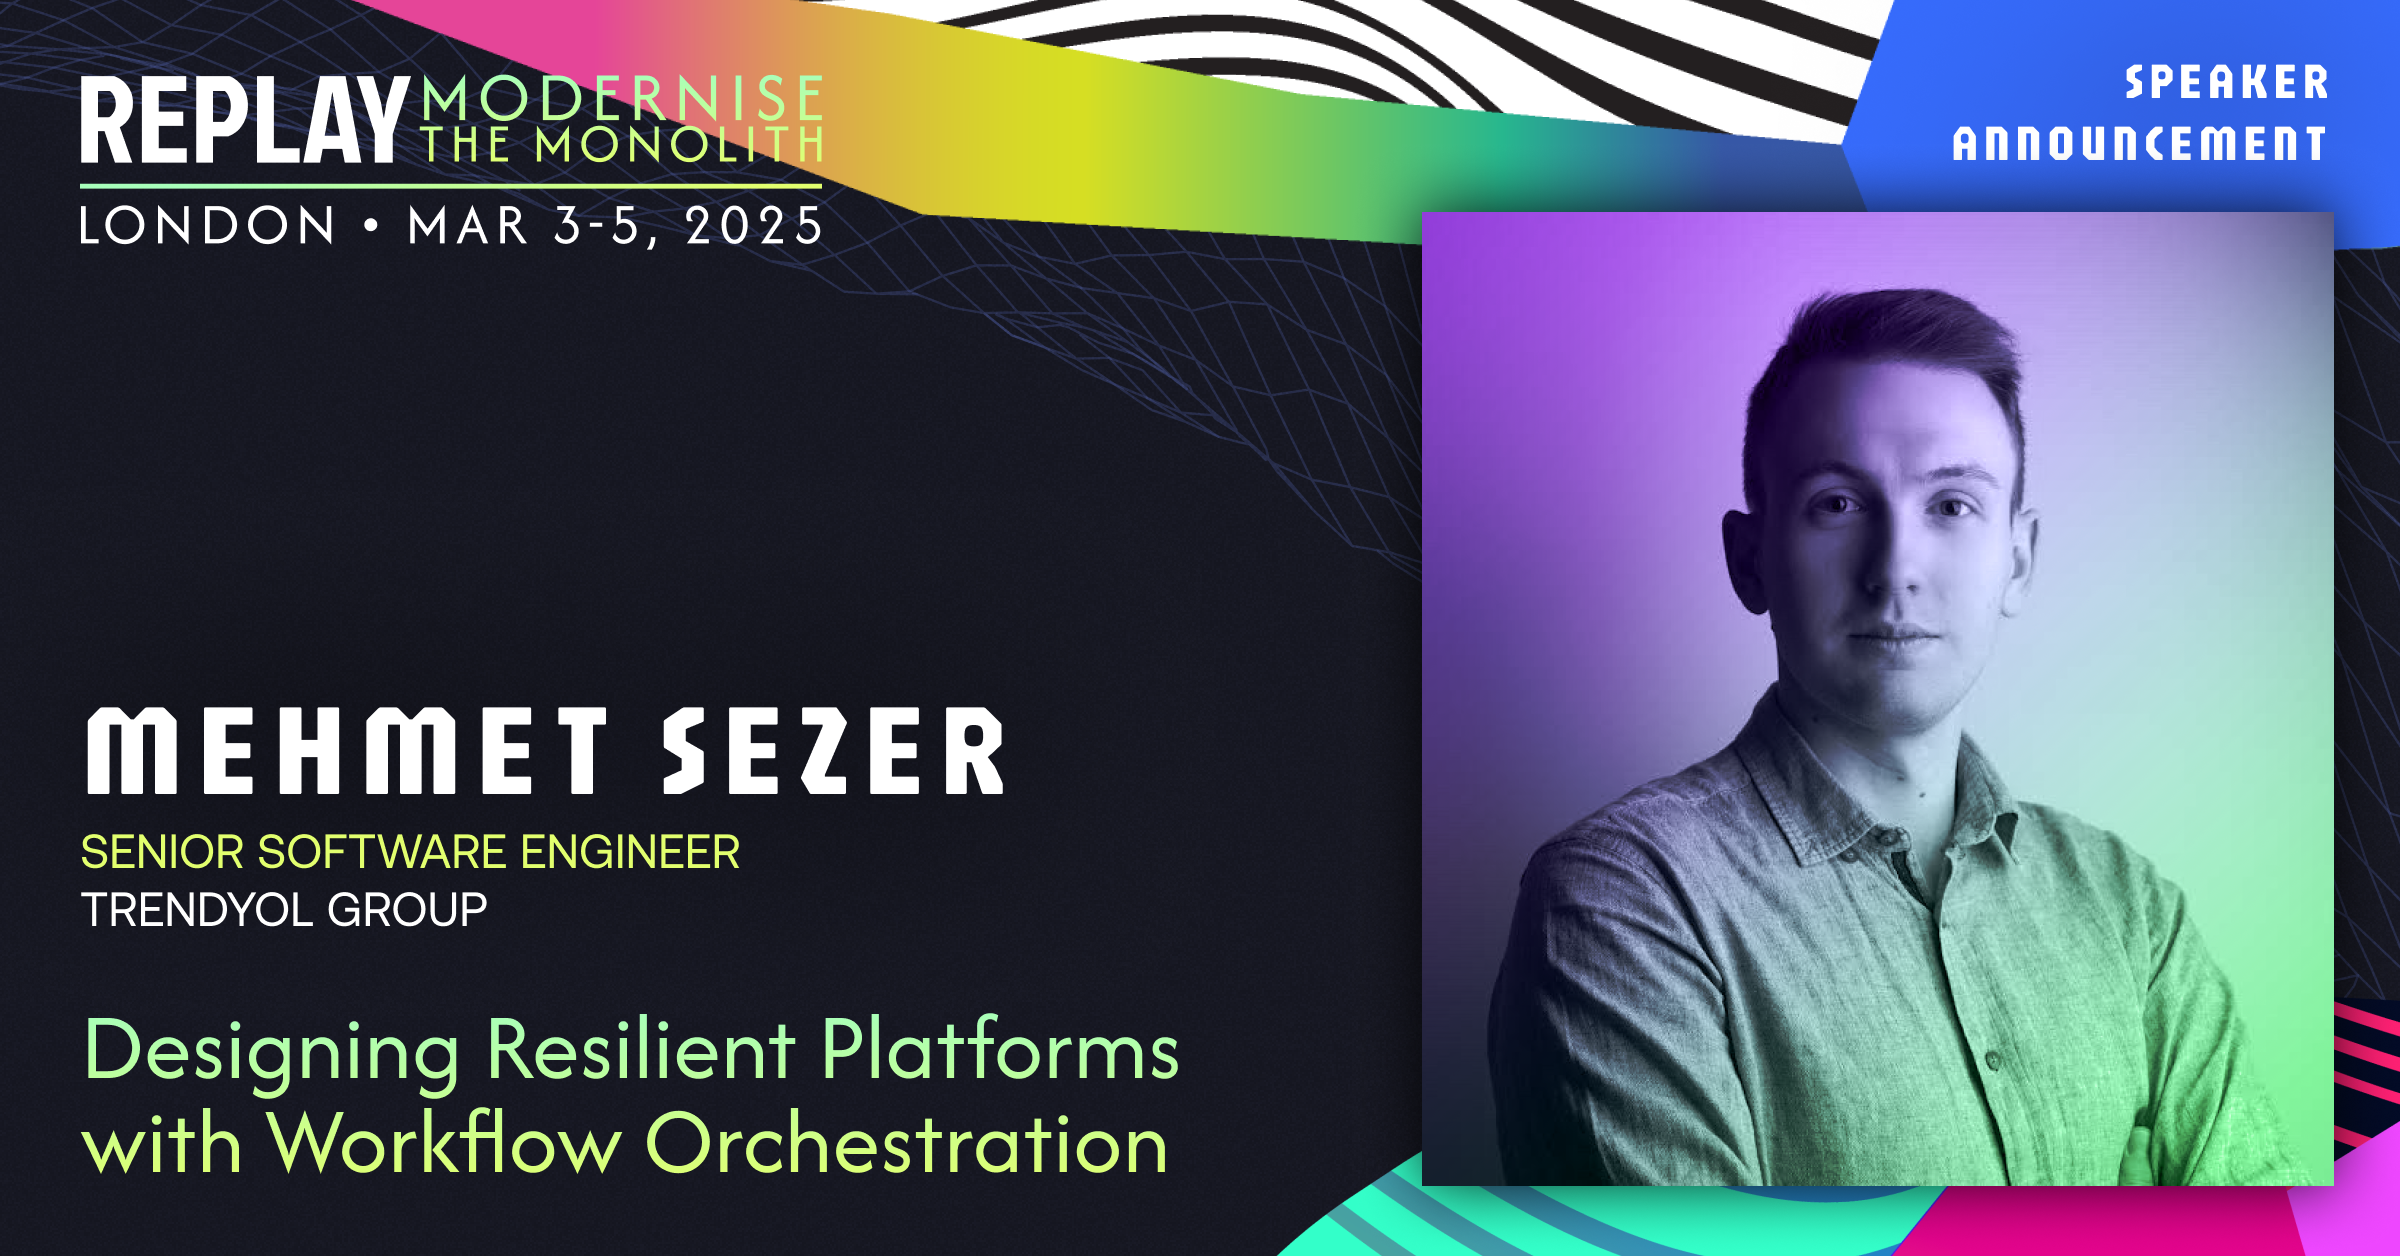 REPLAY MODERNISE
THE MONOLITH
LONDON • MAR 3-5, 2025
SPEAKER
ANNOUNCEMENT
MEHMET SEZER
SENIOR SOFTWARE ENGINEER
TRENDYOL GROUP
Designing Resilient Platforms
with Workflow Orchestration